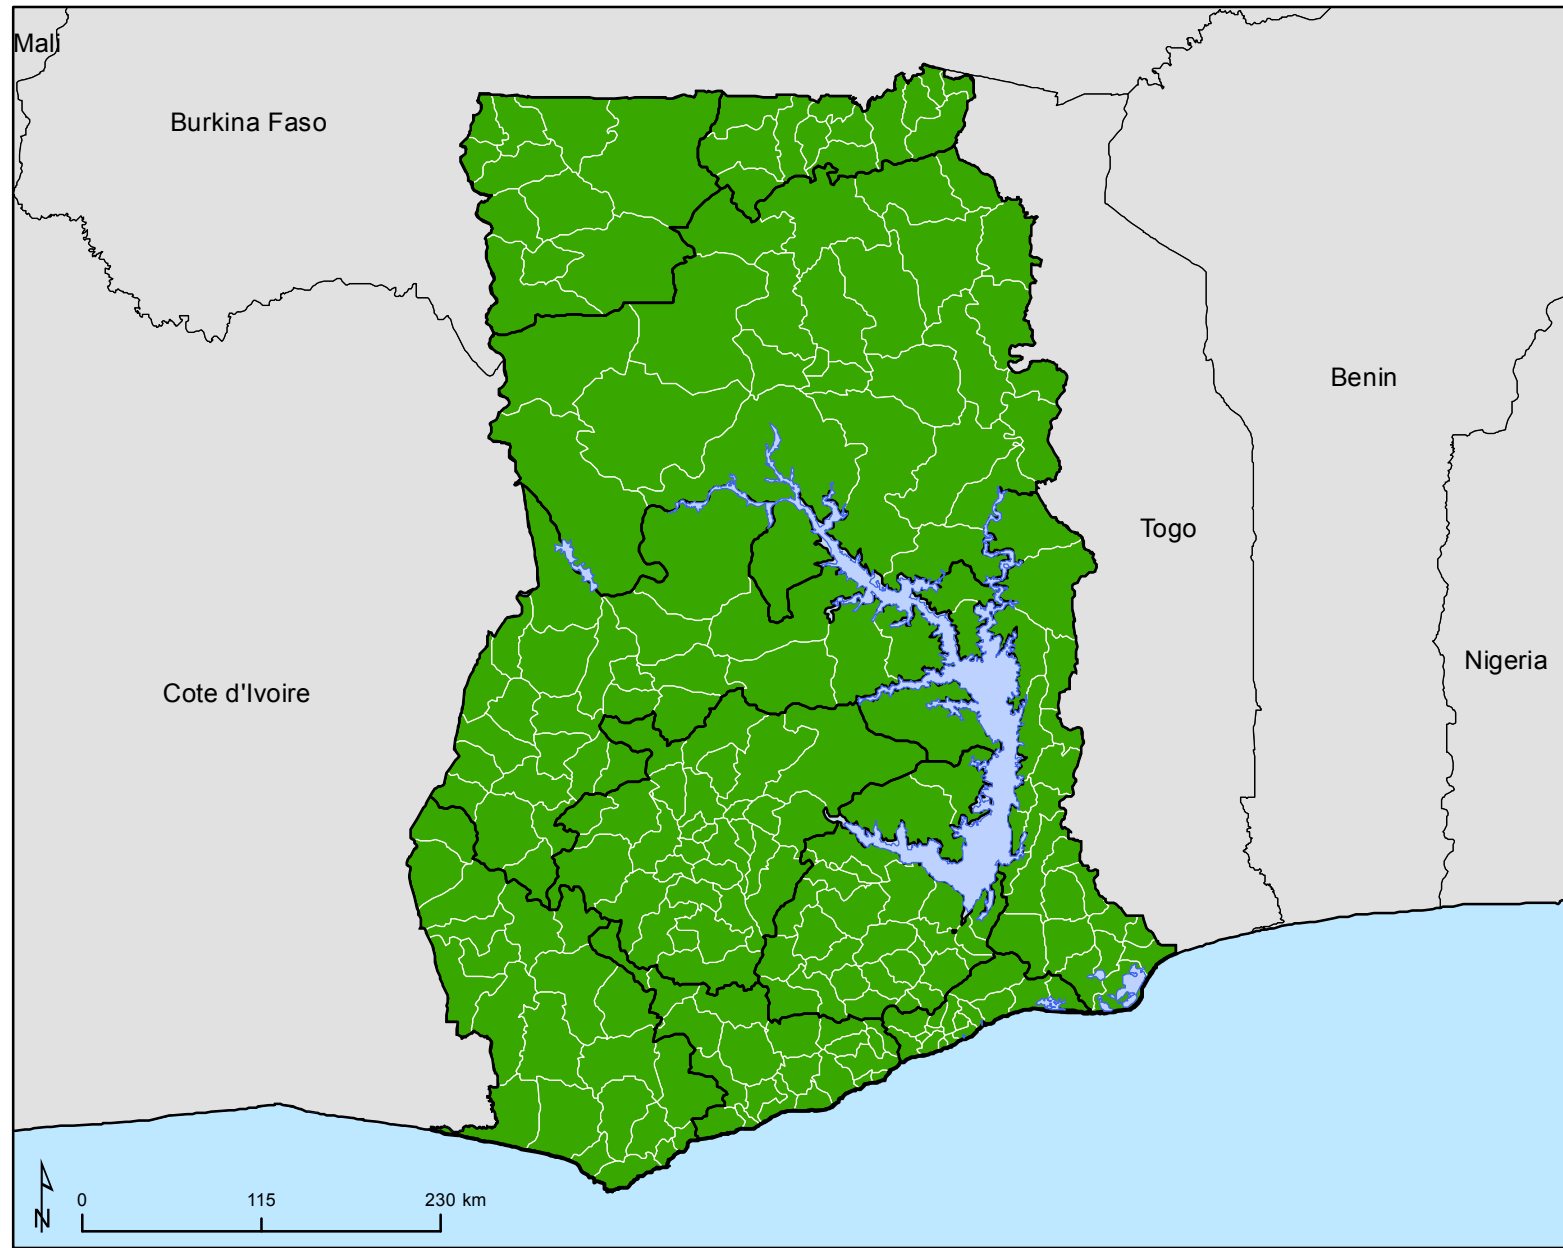 Mali
Burkina Faso
Benin
Togo
Nigeria
Cote d'Ivoire
N
0 115 230 km